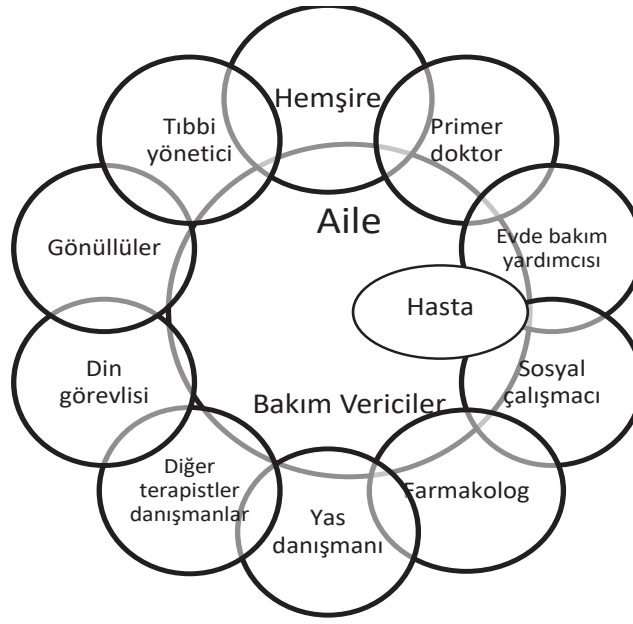 Hemşire
Primer
doktor
Evde bakım
yardımcısı
Sosyal
çalışmacı
Farmakolog
Yas
danışmanı
Diğer
terapistler
danışmanlar
Din
görevlisi
Gönüllüler
Tıbbi
yönetici
Aile
Hasta
Bakım Vericiler